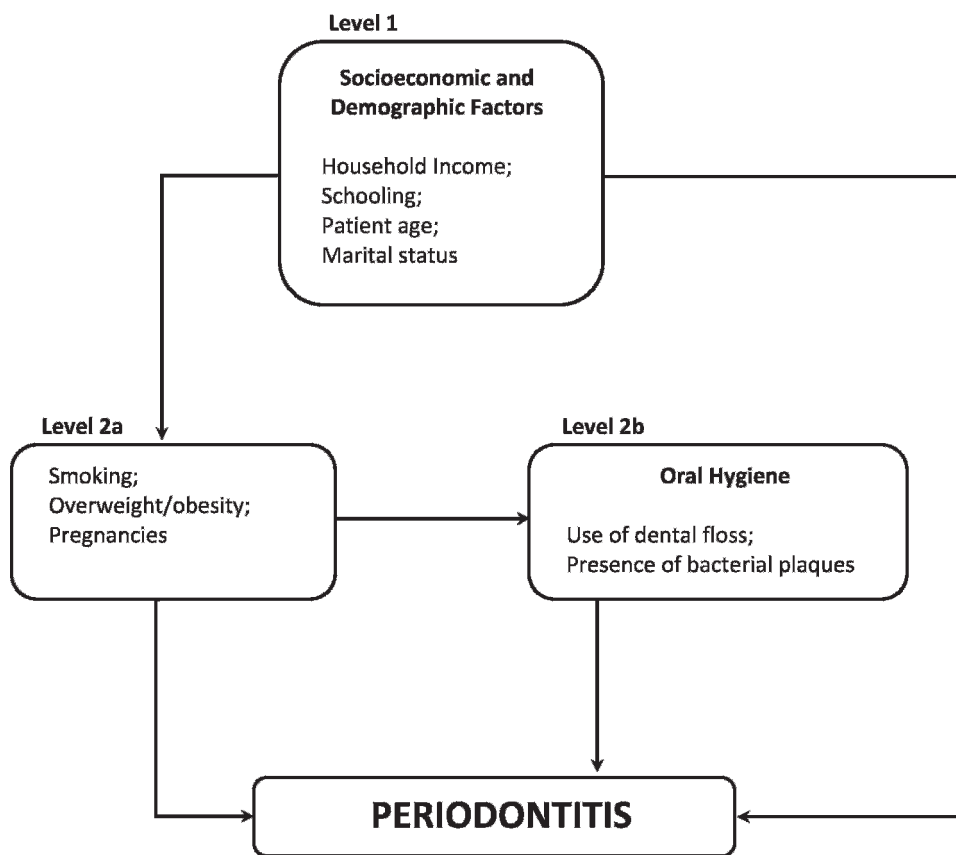 Level 1
Socioeconomic and
Demographic Factors
Household Income;
Schooling;
Patient age;
Marital status
Level 2a
Smoking;
Overweight/obesity;
Pregnancies
Level 2b
Oral Hygiene
Use of dental floss;
Presence of bacterial plaques
PERIODONTITIS